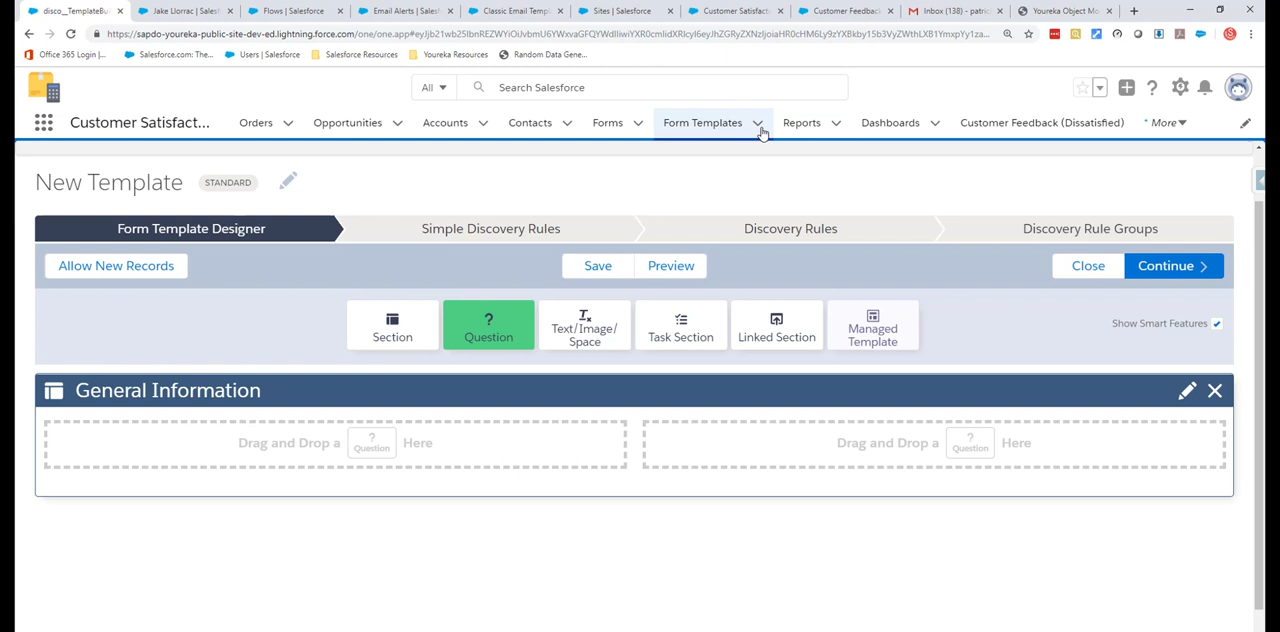 disco__TemplateBu
Jake Llorrac | Sales
Flows | Salesforce
Email Alerts | Salesf
Classic Email Templ
Sites | Salesforce
Customer Satisfact
Customer Feedback
Inbox (138) - patric
Youreka Object Mo
Office 365 Login |...
Salesforce.com: The...
Users | Salesforce
Salesforce Resources
Youreka Resources
Random Data Gene...
All
Search Salesforce
Customer Satisfact...
Orders
Opportunities
Accounts
Contacts
Forms
Form Templates
Reports
Dashboards
Customer Feedback (Dissatisfied)
* More
New Template
STANDARD
Form Template Designer
Simple Discovery Rules
Discovery Rules
Discovery Rule Groups
Allow New Records
Save
Preview
Close
Continue
Section
? Question
Text/Image/
Space
Task Section
Linked Section
Managed
Template
Show Smart Features
General Information
Drag and Drop a ? Question Here
Drag and Drop a ? Question Here